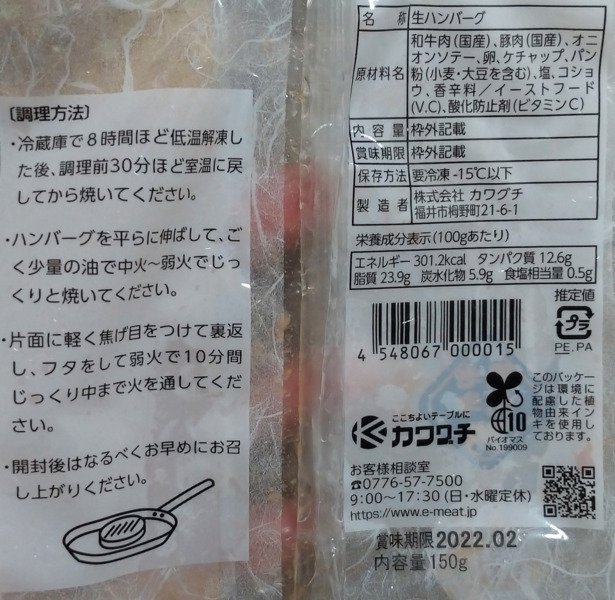 〔調理方法〕
・冷蔵庫で8時間ほど低温解凍し
た後、調理前30分ほど室温に戻
してから焼いてください。
・ハンバーグを平らに伸ばして、ご
く少量の油で中火〜弱火でじっ
くりと焼いてください。
・片面に軽く焦げ目をつけて裏返
し、フタをして弱火で10分間
じっくり中まで火を通してくだ
さい。
・開封後はなるべくお早めにお召
し上がりください。
名 称 生ハンバーグ
原材料名 和牛肉(国産)、豚肉(国産)、オニ
オンソテー、卵、ケチャップ、パン
粉(小麦・大豆を含む)、塩、コショ
ウ、香辛料/イーストフード
(V.C)、酸化防止剤(ビタミンC)
内容量 枠外記載
賞味期限 枠外記載
保存方法 要冷凍 -15℃以下
製造者 株式会社 カワグチ
福井市栂野町21-6-1
栄養成分表示(100gあたり)
エネルギー 301.2kcal タンパク質 12.6g
脂質 23.9g 炭水化物 5.9g 食塩相当量 0.5g
推定値
プラ
PE,PA
4 548067 000015
ここちよいテーブルに
カワグチ
10
バイオマス
No.199009
このパッケー
ジは環境に
配慮した植
物由来イン
キを使用し
ております。
お客様相談室
☎0776-57-7500
9:00〜17:30 (日・水曜定休)
https://www.e-meat.jp
賞味期限 2022.02
内容量 150g